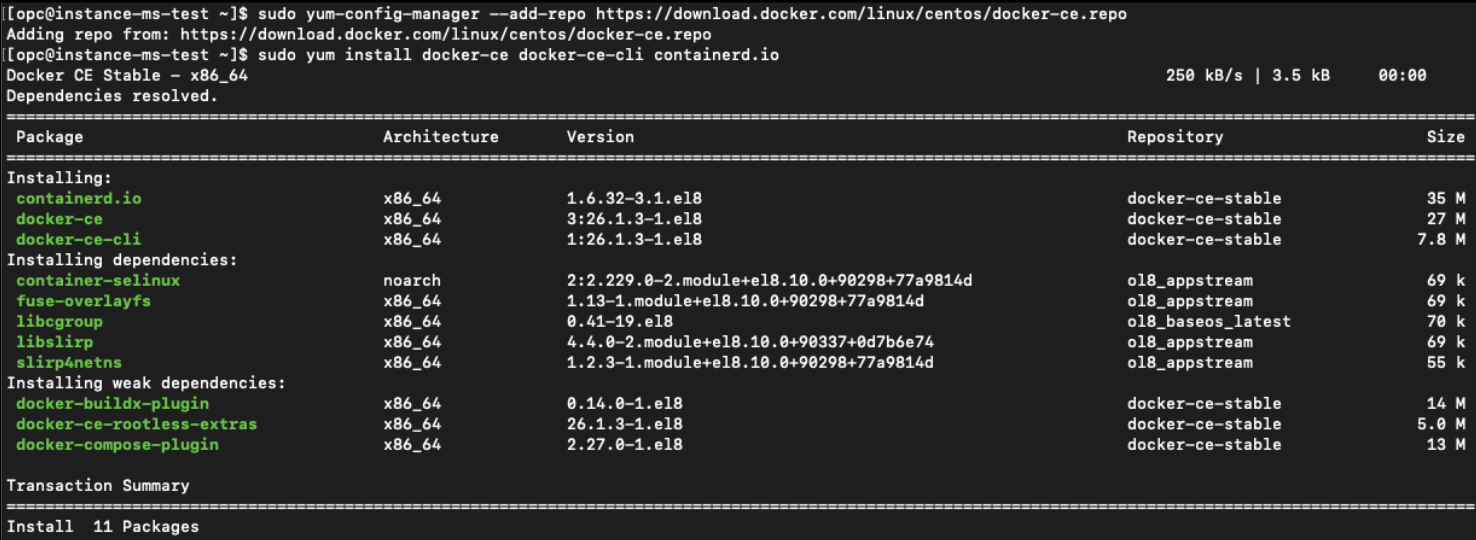 [[opc@instance-ms-test ~]$ sudo yum-config-manager --add-repo https://download.docker.com/linux/centos/docker-ce.repo
Adding repo from: https://download.docker.com/linux/centos/docker-ce.repo
[[opc@instance-ms-test ~]$ sudo yum install docker-ce docker-ce-cli containerd.io
Docker CE Stable - x86_64 250 kB/s | 3.5 kB 00:00
Dependencies resolved.
================================================================================
Package Architecture Version Repository Size
================================================================================
Installing:
containerd.io x86_64 1.6.32-3.1.el8 docker-ce-stable 35 M
docker-ce x86_64 3:26.1.3-1.el8 docker-ce-stable 27 M
docker-ce-cli x86_64 1:26.1.3-1.el8 docker-ce-stable 7.8 M
Installing dependencies:
container-selinux noarch 2:2.229.0-2.module+el8.10.0+90298+77a9814d ol8_appstream 69 k
fuse-overlayfs x86_64 1.13-1.module+el8.10.0+90298+77a9814d ol8_appstream 69 k
libcgroup x86_64 0.41-19.el8 ol8_baseos_latest 70 k
libslirp x86_64 4.4.0-2.module+el8.10.0+90337+0d7b6e74 ol8_appstream 69 k
slirp4netns x86_64 1.2.3-1.module+el8.10.0+90298+77a9814d ol8_appstream 55 k
Installing weak dependencies:
docker-buildx-plugin x86_64 0.14.0-1.el8 docker-ce-stable 14 M
docker-ce-rootless-extras x86_64 26.1.3-1.el8 docker-ce-stable 5.0 M
docker-compose-plugin x86_64 2.27.0-1.el8 docker-ce-stable 13 M
Transaction Summary
================================================================================
Install 11 Packages